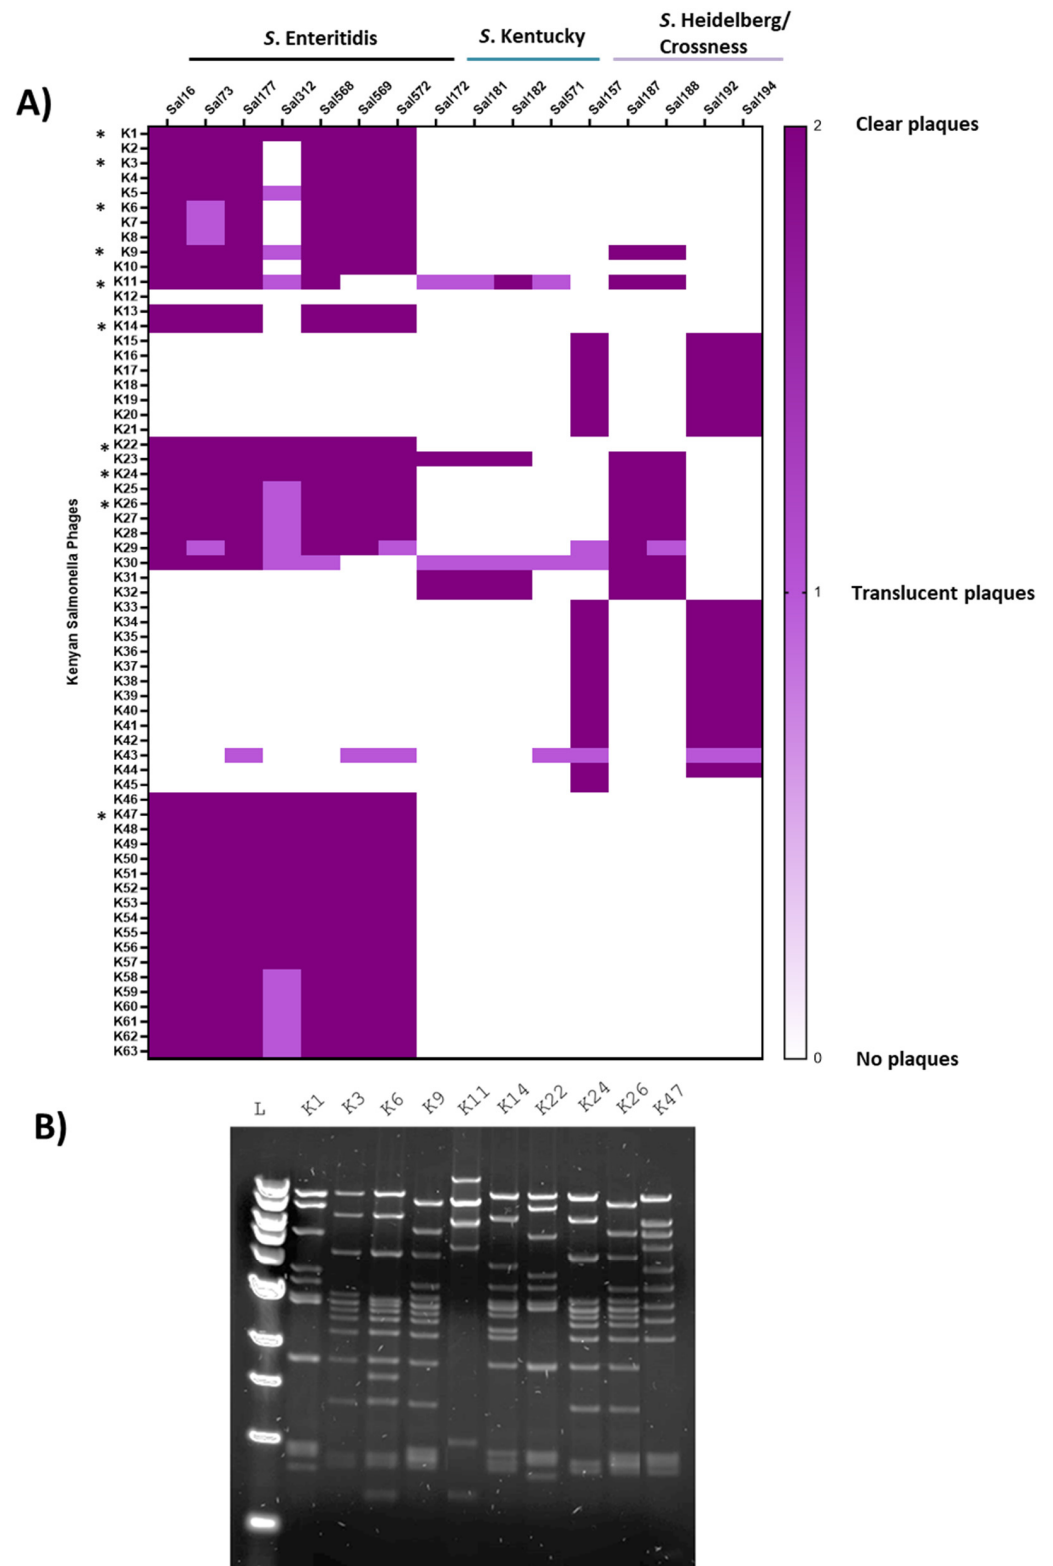 S. Enteritidis
S. Kentucky
S. Heidelberg/
Crossness
A)
Sal16 Sal73 Sal177 Sal312 Sal568 Sal569 Sal572 Sal172 Sal181 Sal182 Sal571 Sal157 Sal187 Sal188 Sal192 Sal194
Kenyan Salmonella Phages
* K1
K2
* K3
K4
K5
* K6
K7
K8
* K9
K10
* K11
K12
K13
* K14
K15
K16
K17
K18
K19
K20
K21
* K22
K23
* K24
K25
* K26
K27
K28
K29
K30
K31
K32
K33
K34
K35
K36
K37
K38
K39
K40
K41
K42
K43
K44
K45
K46
* K47
K48
K49
K50
K51
K52
K53
K54
K55
K56
K57
K58
K59
K60
K61
K62
K63
2 Clear plaques
1 Translucent plaques
0 No plaques
B)
L K1 K3 K6 K9 K11 K14 K22 K24 K26 K47